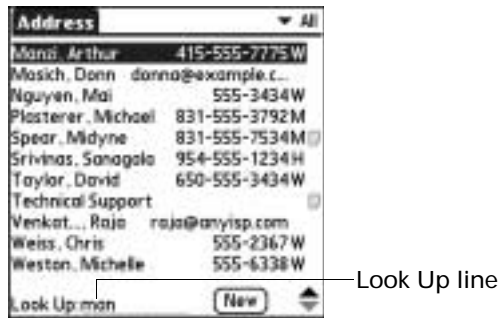 Address ▼ All
Manzi, Arthur 415-555-7775 W
Masich, Donn donna@example.c...
Nguyen, Mai 555-3434 W
Plasterer, Michael 831-555-3792 M
Spear, Midyne 831-555-7534 M
Srivinas, Sanagala 954-555-1234 H
Taylor, David 650-555-3434 W
Technical Support
Venkat..., Raja raja@anyisp.com
Weiss, Chris 555-2367 W
Weston, Michelle 555-6338 W
Look Up: man New
Look Up line